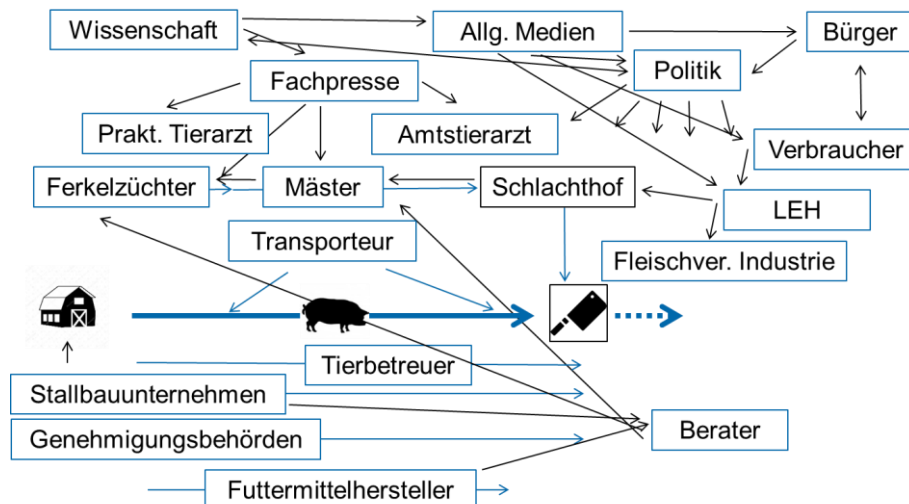 Wissenschaft
Allg. Medien
Bürger
Fachpresse
Politik
Prakt. Tierarzt
Amtstierarzt
Verbraucher
Ferkelzüchter
Mäster
Schlachthof
LEH
Transporteur
Fleischver. Industrie
Tierbetreuer
Stallbauunternehmen
Genehmigungsbehörden
Berater
Futtermittelhersteller